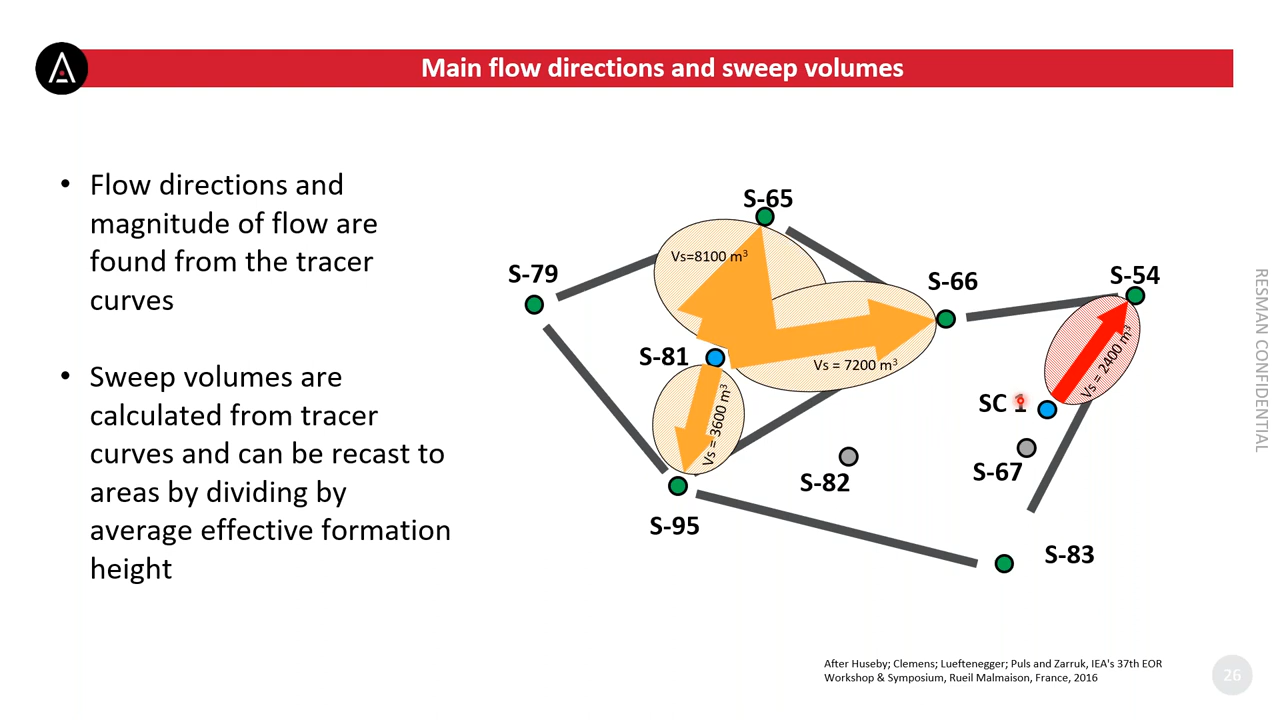 Main flow directions and sweep volumes
• Flow directions and
magnitude of flow are
found from the tracer
curves
• Sweep volumes are
calculated from tracer
curves and can be recast to
areas by dividing by
average effective formation
height
S-65
Vs=8100 m³
S-79
S-66
S-54
S-81
Vs = 7200 m³
Vs = 2400 m³
Vs = 3600 m³
SC 1
S-82
S-67
S-95
S-83
RESMAN CONFIDENTIAL
After Huseby; Clemens; Lueftenegger; Puls and Zarruk, IEA's 37th EOR
Workshop & Symposium, Rueil Malmaison, France, 2016
26